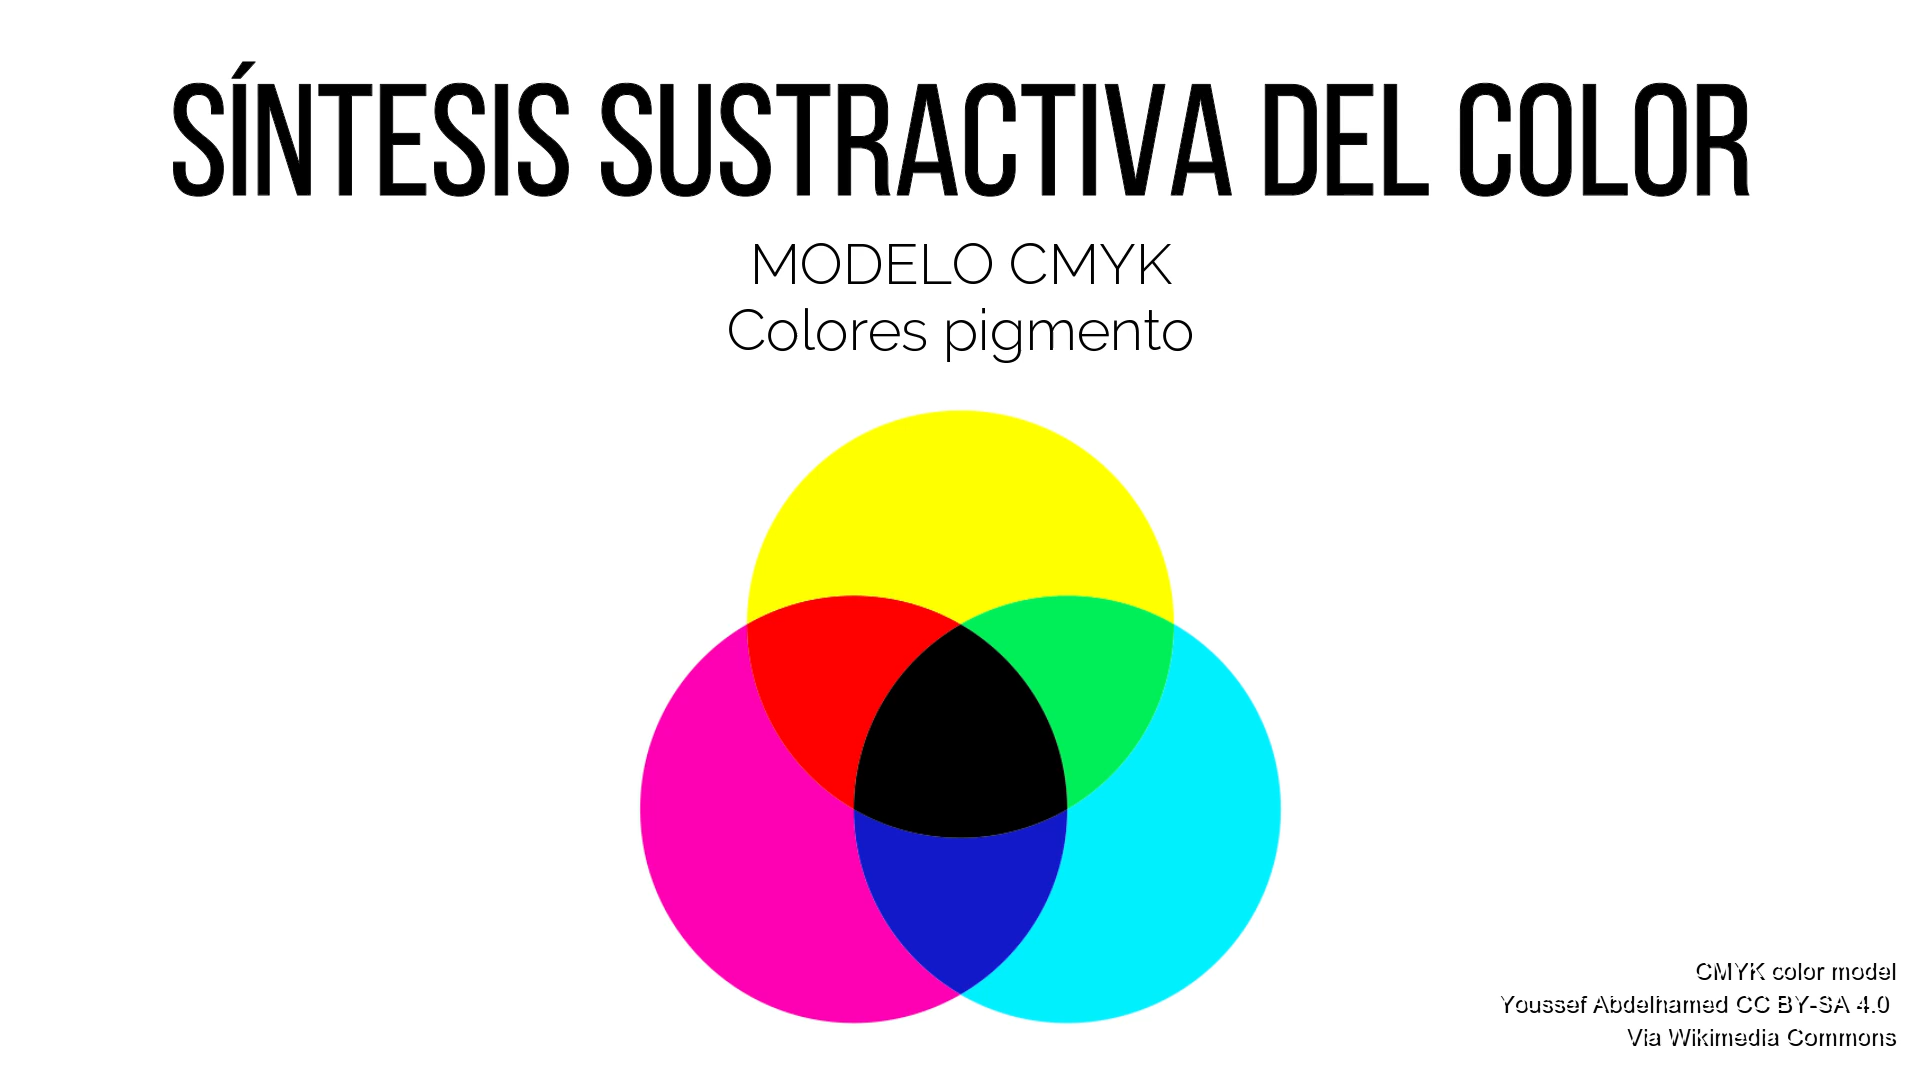 SÍNTESIS SUSTRACTIVA DEL COLOR
MODELO CMYK
Colores pigmento
CMYK color model
Youssef Abdelhamed CC BY-SA 4.0
Via Wikimedia Commons